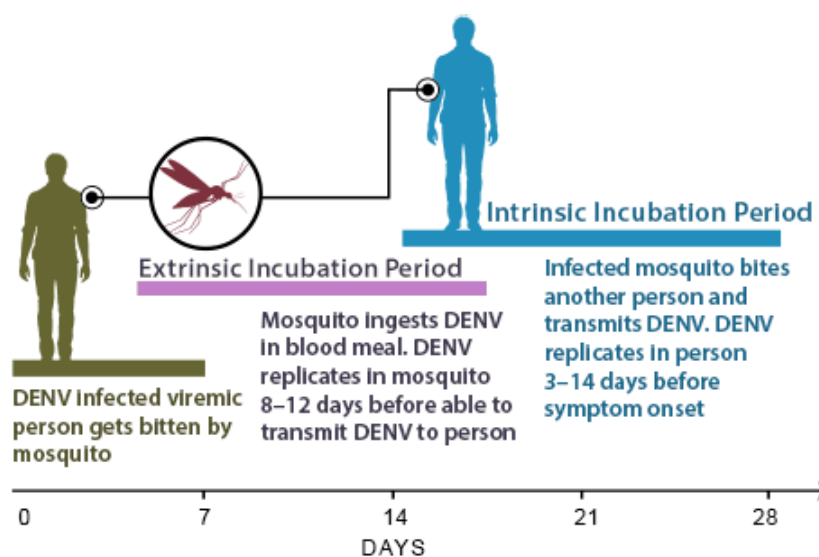 Intrinsic Incubation Period
Extrinsic Incubation Period
Infected mosquito bites
another person and
transmits DENV. DENV
replicates in person
3–14 days before
symptom onset
Mosquito ingests DENV
in blood meal. DENV
replicates in mosquito
8–12 days before able to
transmit DENV to person
DENV infected viremic
person gets bitten by
mosquito
0 7 14 21 28
DAYS